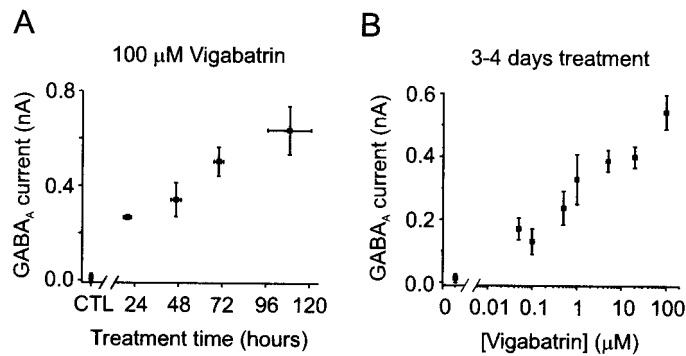 A
100 μM Vigabatrin
GABA_A current (nA)
0.8
0.4
0.0
CTL 24 48 72 96 120
Treatment time (hours)
B
3-4 days treatment
GABA_A current (nA)
0.6
0.4
0.2
0.0
0 0.01 0.1 1 10 100
[Vigabatrin] (μM)